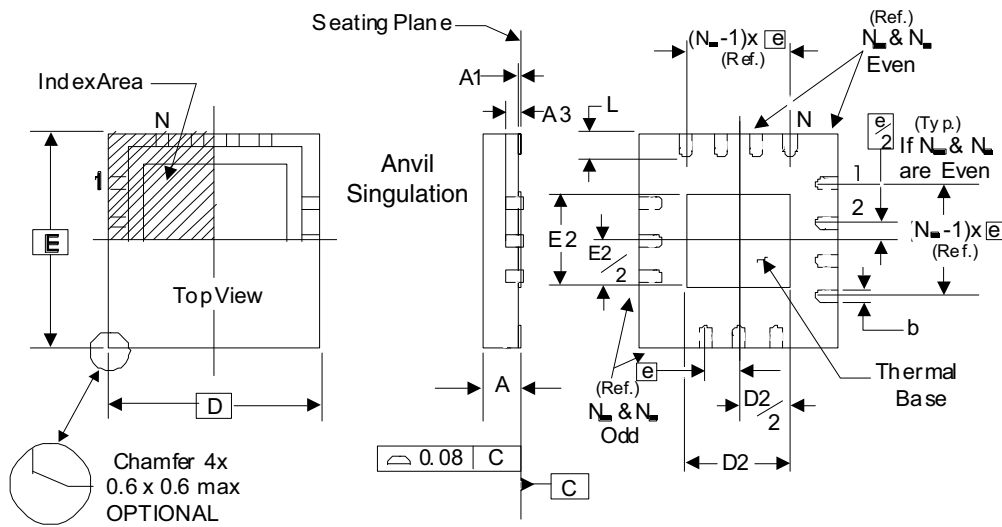 Seating Plane
(Ref.)
(N -1)x e
(Ref.)
N & N
Even
A1
IndexArea
A3
L
N
N
e/2
(Typ.)
If N & N
are Even
Anvil
Singulation
1
1
2
E
E2
E2/2
(N -1)x e
(Ref.)
TopView
b
A
e
(Ref.)
N & N
Odd
D2/2
Thermal
Base
D
D2
0.08 C
C
Chamfer 4x
0.6 x 0.6 max
OPTIONAL